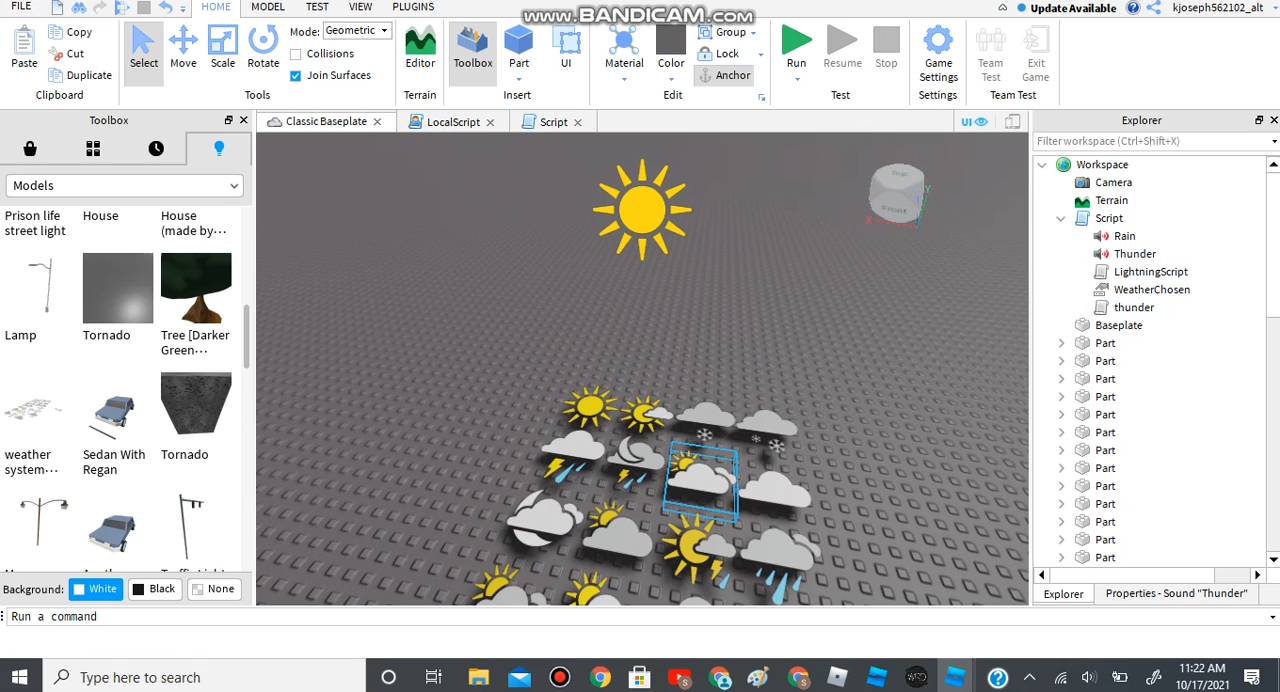 www.BANDICAM.com
FILE HOME MODEL TEST VIEW PLUGINS Update Available kjoseph562102_alt
Paste Copy Cut Duplicate Clipboard
Select Move Scale Rotate Mode: Geometric Collisions Join Surfaces Tools
Editor Terrain
Toolbox Part UI Insert
Material Color Group Lock Anchor Edit
Run Resume Stop Test
Game Settings Settings
Team Test Exit Game Team Test
Toolbox
Classic Baseplate LocalScript Script UI
Models
Prison life street light
House
House (made by···
Lamp
Tornado
Tree [Darker Green···
weather system···
Sedan With Regan
Tornado
Background: White Black None
TOP
Front
X
Y
Explorer
Filter workspace (Ctrl+Shift+X)
Workspace
Camera
Terrain
Script
Rain
Thunder
LightningScript
WeatherChosen
thunder
Baseplate
Part
Part
Part
Part
Part
Part
Part
Part
Part
Part
Part
Part
Part
Explorer Properties - Sound "Thunder"
Run a command
Type here to search
11:22 AM
10/17/2021